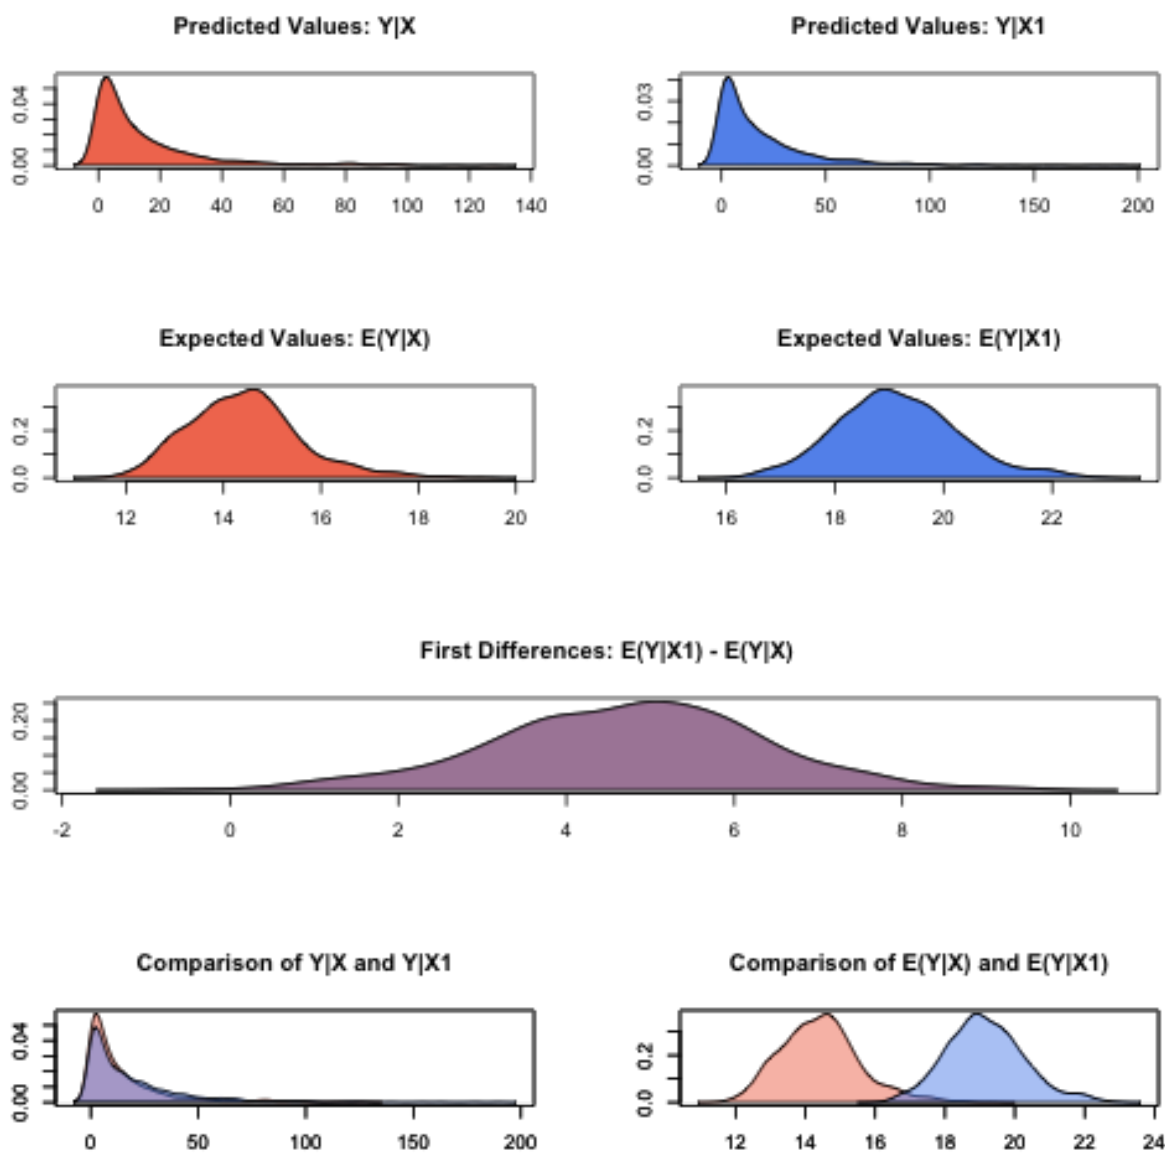 Predicted Values: Y|X
0.00 0.04
0 20 40 60 80 100 120 140
Predicted Values: Y|X1
0.00 0.03
0 50 100 150 200
Expected Values: E(Y|X)
0.0 0.2
12 14 16 18 20
Expected Values: E(Y|X1)
0.0 0.2
16 18 20 22
First Differences: E(Y|X1) - E(Y|X)
0.00 0.20
-2 0 2 4 6 8 10
Comparison of Y|X and Y|X1
0.00 0.04
0 50 100 150 200
Comparison of E(Y|X) and E(Y|X1)
0.0 0.2
12 14 16 18 20 22 24